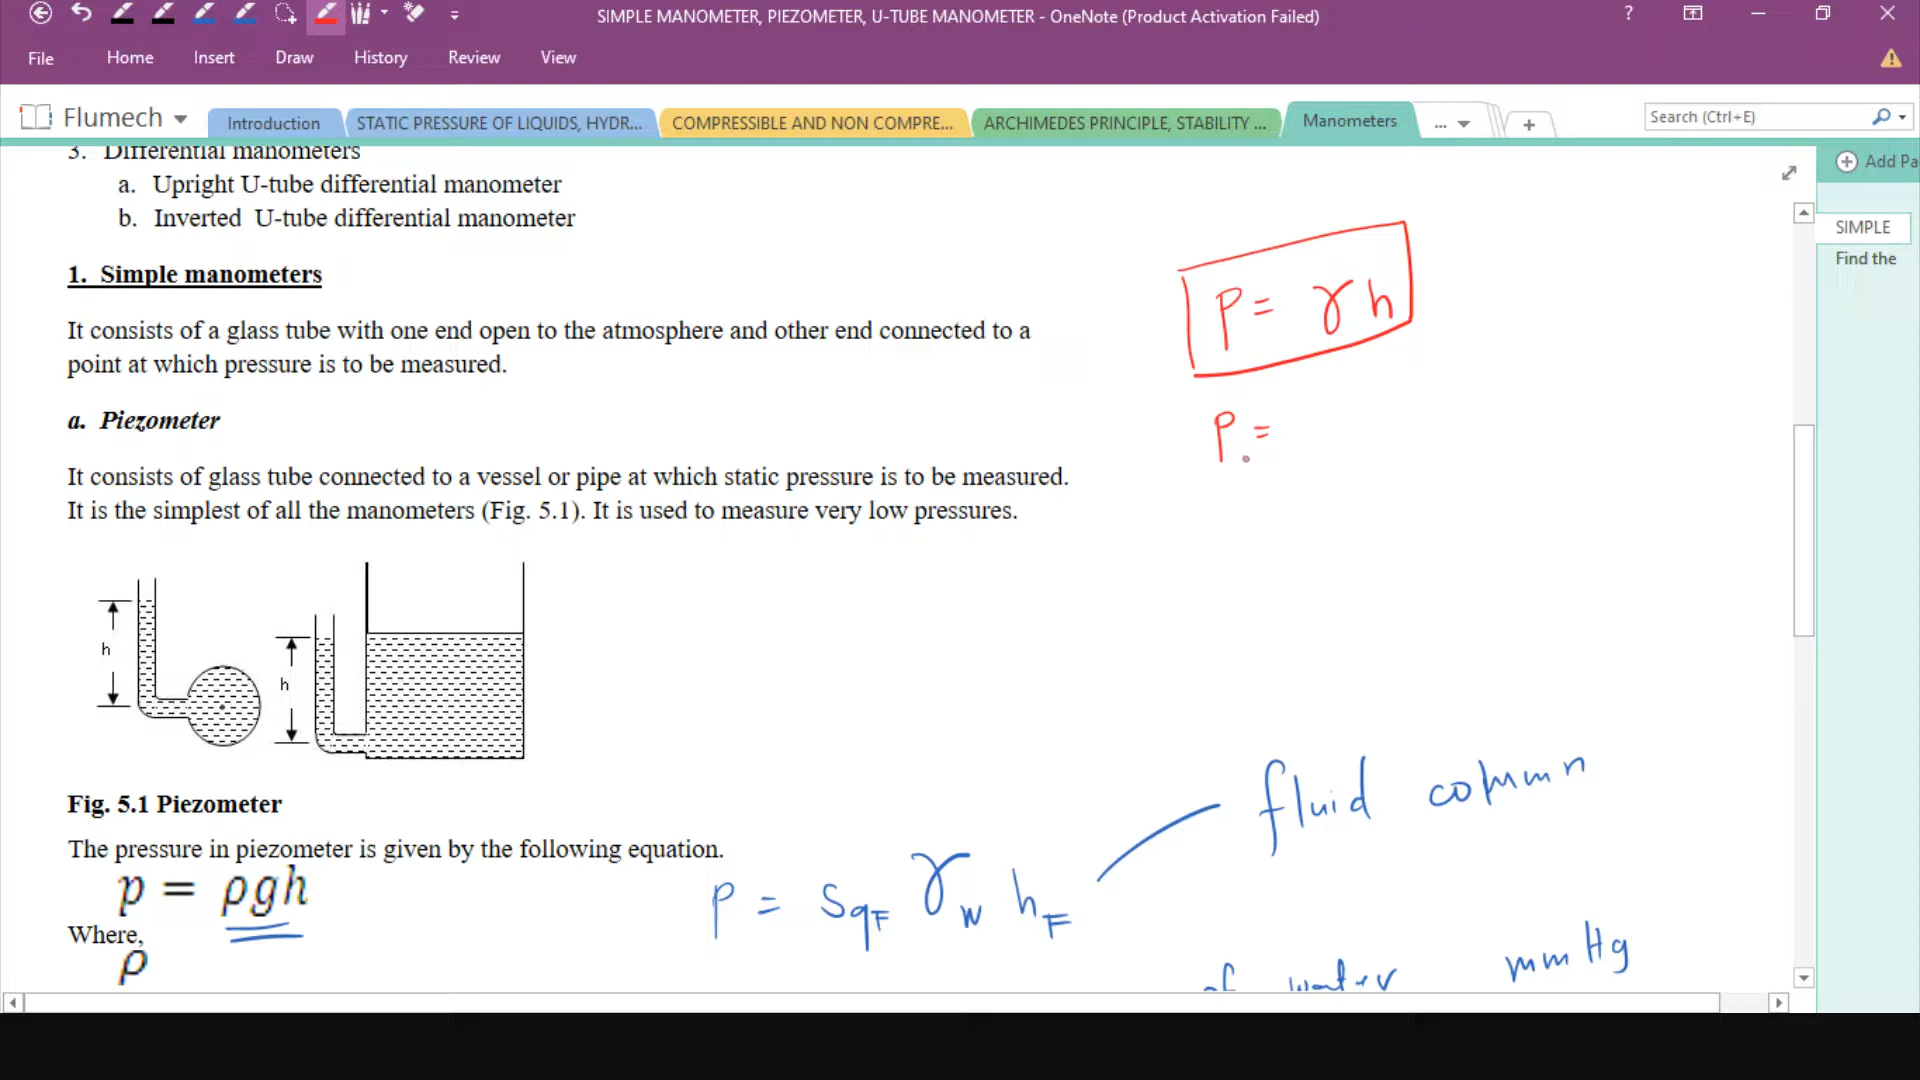 SIMPLE MANOMETER, PIEZOMETER, U-TUBE MANOMETER - OneNote (Product Activation Failed)
?
File Home Insert Draw History Review View
Flumech Introduction STATIC PRESSURE OF LIQUIDS, HYDR... COMPRESSIBLE AND NON COMPRE... ARCHIMEDES PRINCIPLE, STABILITY ... Manometers ... + Search (Ctrl+E)
Add Pa
SIMPLE
Find the
3. Differential manometers
a. Upright U-tube differential manometer
b. Inverted U-tube differential manometer
1. Simple manometers
It consists of a glass tube with one end open to the atmosphere and other end connected to a
point at which pressure is to be measured.
P = γ h
P =
a. Piezometer
It consists of glass tube connected to a vessel or pipe at which static pressure is to be measured.
It is the simplest of all the manometers (Fig. 5.1). It is used to measure very low pressures.
h
h
Fig. 5.1 Piezometer
fluid column
The pressure in piezometer is given by the following equation.
p = ρgh
P = Sg_F γ_w h_F
Where,
ρ
of water mmHg